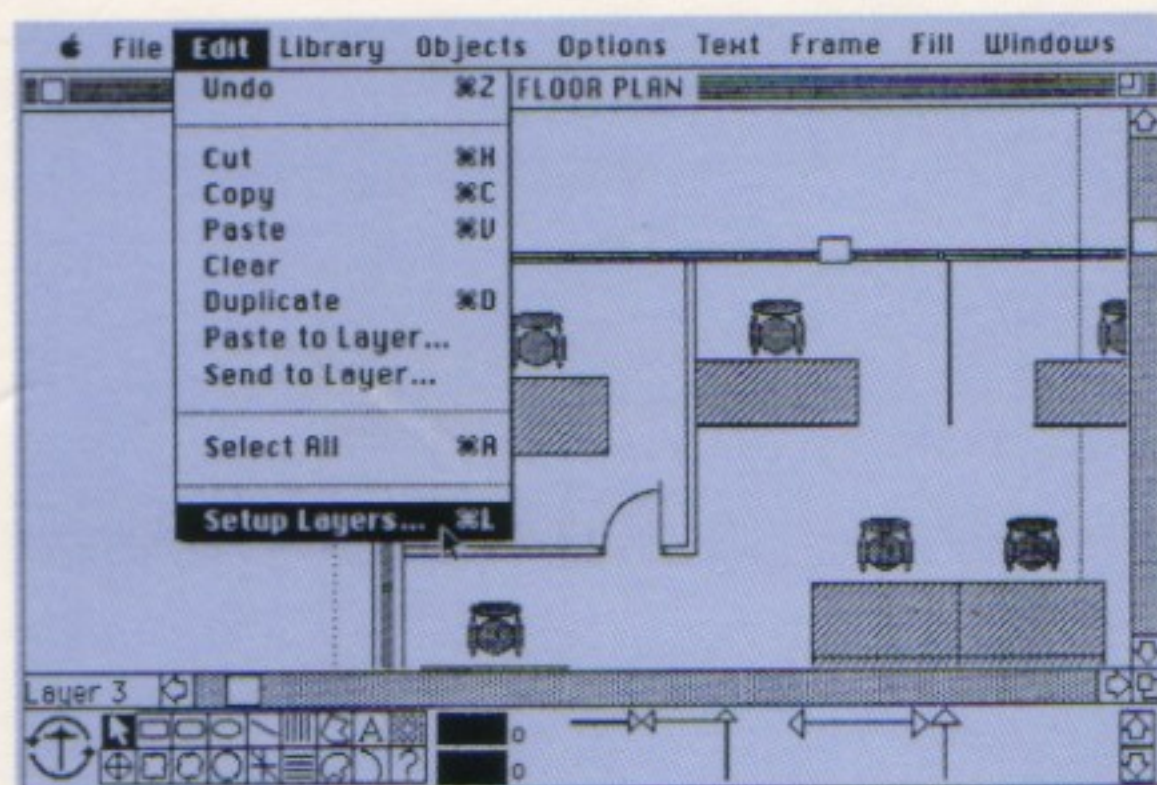 File Edit Library Objects Options Text Frame Fill Windows
FLOOR PLAN
Undo ⌘Z
Cut ⌘X
Copy ⌘C
Paste ⌘V
Clear
Duplicate ⌘D
Paste to Layer...
Send to Layer...
Select All ⌘A
Setup Layers... ⌘L
Layer 3
A
0
?
0